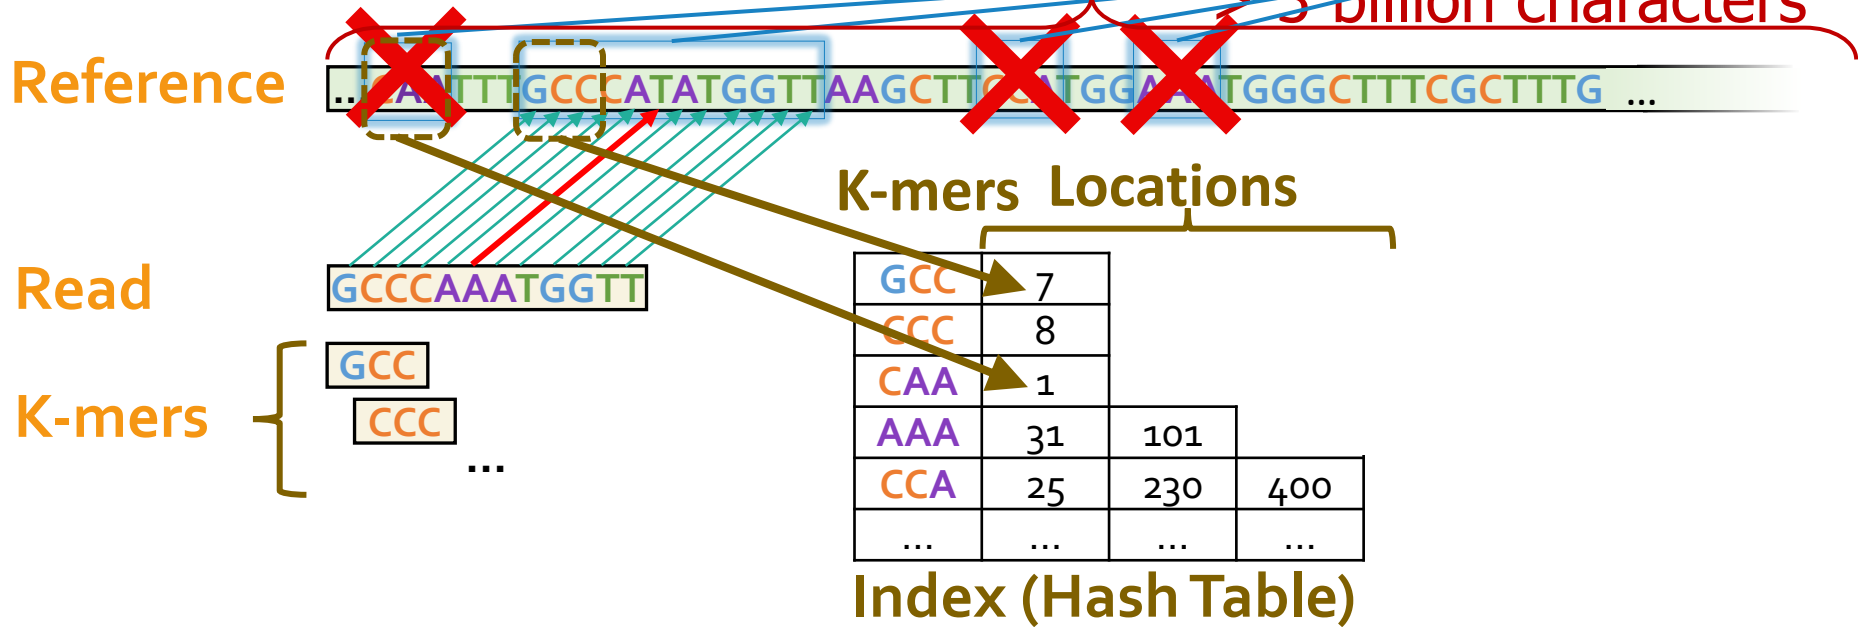 3 billion characters
Reference
...CAATTTGCCCATATGGTTAAGCTTCCATGGAAATGGGCTTTCGCTTTG ...
K-mers Locations
Read
GCCCAAATGGTT
K-mers
GCC
CCC
...
GCC 7
CCC 8
CAA 1
AAA 31 101
CCA 25 230 400
... ... ... ...
Index (Hash Table)